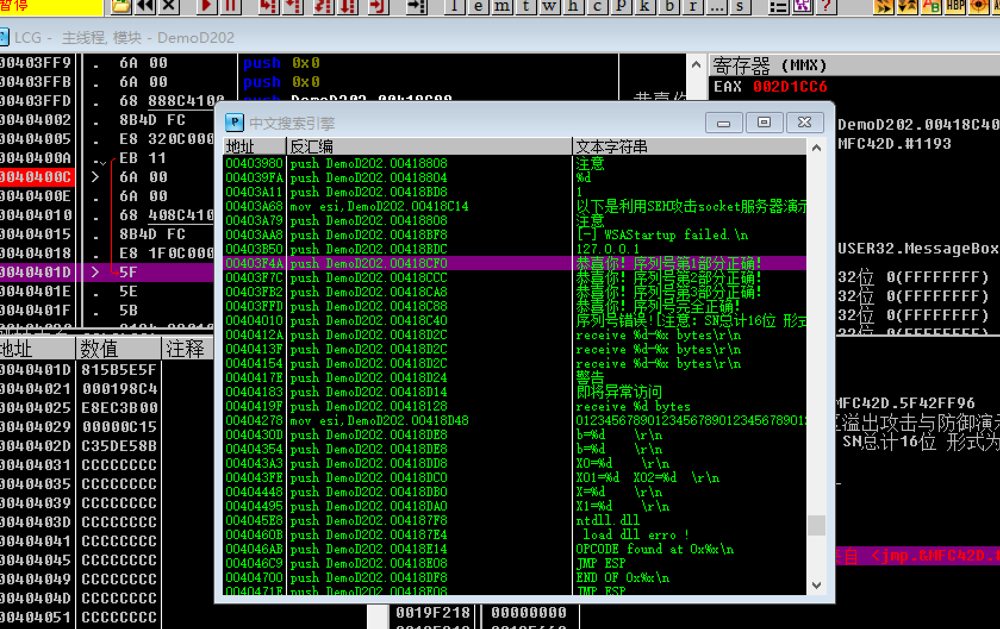 暂停
l e m t w h c P k b r ... s ?
LCG - 主线程, 模块 - DemoD202
00403FF9 . 6A 00 push 0x0
00403FFB . 6A 00 push 0x0
00403FFD . 68 888C4100 push DemoD202.00418C88
00404002 . 8B4D FC
00404005 . E8 320C000
0040400A . EB 11
0040400C > 6A 00
0040400E . 6A 00
00404010 . 68 408C410
00404015 . 8B4D FC
00404018 . E8 1F0C000
0040401D > 5F
0040401E . 5E
0040401F . 5B
寄存器 (MMX)
EAX 002D1CC6
DemoD202.00418C40
MFC42D.#1193
USER32.MessageBox
32位 0(FFFFFFFF)
32位 0(FFFFFFFF)
32位 0(FFFFFFFF)
32位 0(FFFFFFFF)
中文搜索引擎
地址 反汇编 文本字符串
00403980 push DemoD202.00418808 注意
004039FA push DemoD202.00418804 %d
00403A11 push DemoD202.00418BD8 1
00403A68 mov esi,DemoD202.00418C14 以下是利用SEH攻击socket服务器演示
00403A79 push DemoD202.00418808 注意
00403AA8 push DemoD202.00418BF8 [-] WSAStartup failed.\n
00403B50 push DemoD202.00418BDC 127.0.0.1
00403F4A push DemoD202.00418CF0 恭喜你! 序列号第1部分正确!
00403F7C push DemoD202.00418CCC 恭喜你! 序列号第2部分正确!
00403FB2 push DemoD202.00418CA8 恭喜你! 序列号第3部分正确!
00403FFD push DemoD202.00418C88 恭喜你! 序列号完全正确!
00404010 push DemoD202.00418C40 序列号错误![注意: SN总计16位 形式
0040412A push DemoD202.00418D2C receive %d-%x bytes\r\n
0040413F push DemoD202.00418D2C receive %d-%x bytes\r\n
00404154 push DemoD202.00418D2C receive %d-%x bytes\r\n
0040417E push DemoD202.00418D24 警告
00404183 push DemoD202.00418D14 即将异常访问
0040419F push DemoD202.00418128 receive %d bytes
00404278 mov esi,DemoD202.00418D48 01234567890123456789012345678901
0040430D push DemoD202.00418DE8 b=%d \r\n
00404354 push DemoD202.00418DE8 b=%d \r\n
004043A3 push DemoD202.00418DD8 X0=%d \r\n
004043FE push DemoD202.00418DC0 X01=%d X02=%d \r\n
00404448 push DemoD202.00418DB0 X=%d \r\n
00404495 push DemoD202.00418DA0 X1=%d \r\n
004045E8 push DemoD202.004187F8 ntdll.dll
0040460B push DemoD202.004187E4 load dll erro !
004046AB push DemoD202.00418E14 OPCODE found at 0x%x\n
004046C9 push DemoD202.00418E08 JMP ESP
00404700 push DemoD202.00418DF8 END OF 0x%x\n
0040471E push DemoD202.00418E08 JMP ESP
地址 数值 注释
0040401D 815B5E5F
00404021 000198C4
00404025 E8EC3B00
00404029 00000C15
0040402D C35DE58B
00404031 CCCCCCCC
00404035 CCCCCCCC
00404039 CCCCCCCC
0040403D CCCCCCCC
00404041 CCCCCCCC
00404045 CCCCCCCC
00404049 CCCCCCCC
0040404D CCCCCCCC
00404051 CCCCCCCC
MFC42D.5F42FF96
溢出攻击与防御演示
SN总计16位 形式为
来自 <jmp.&MFC42D.#
0019F218 00000000